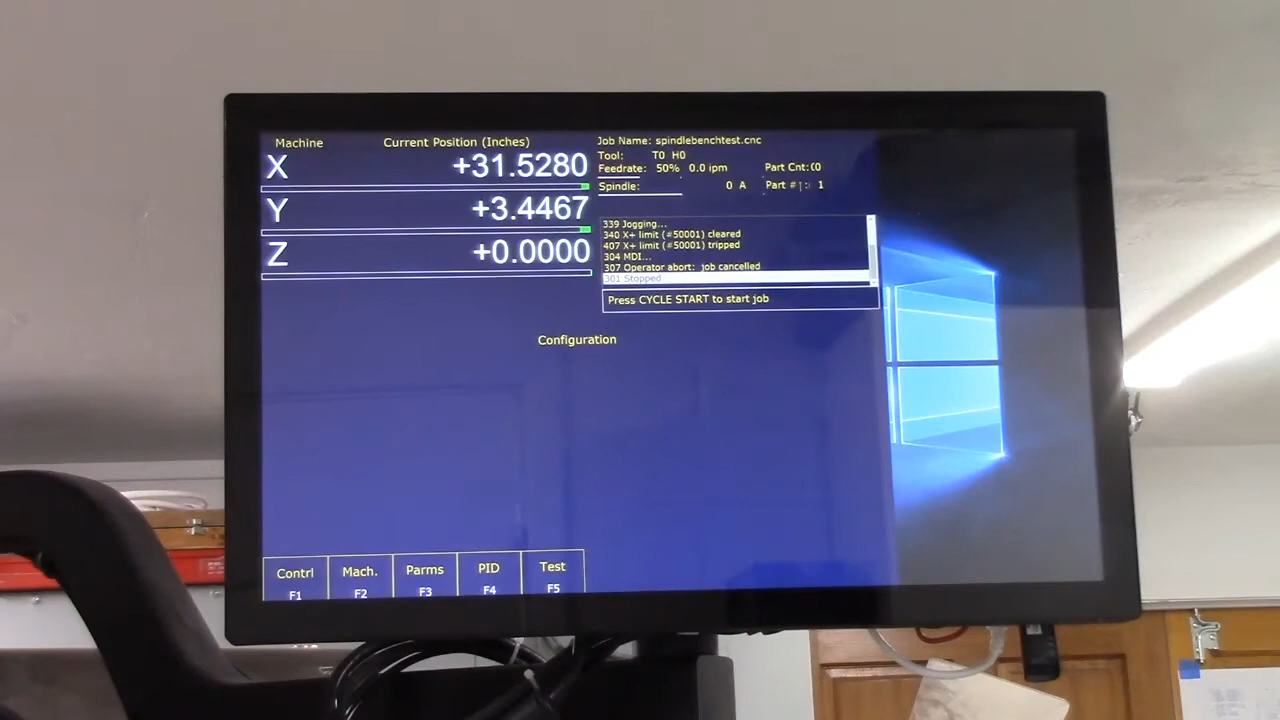 Machine Current Position (Inches)
X +31.5280
Y +3.4467
Z +0.0000
Job Name: spindlebenchtest.cnc
Tool: T0 H0
Feedrate: 50% 0.0 ipm Part Cnt: (0
Spindle: 0 A Part # 1
339 Jogging...
340 X+ limit (#50001) cleared
407 X+ limit (#50001) tripped
304 MDI...
307 Operator abort: job cancelled
301 Stopped
Press CYCLE START to start job
Configuration
Contrl Mach. Parms PID Test
F1 F2 F3 F4 F5